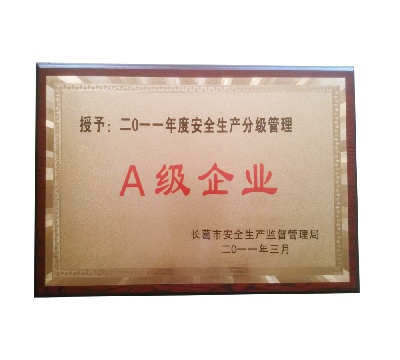 授予：二0一一年度安全生产分级管理
A级企业
长葛市安全生产监督管理局
二0一一年三月